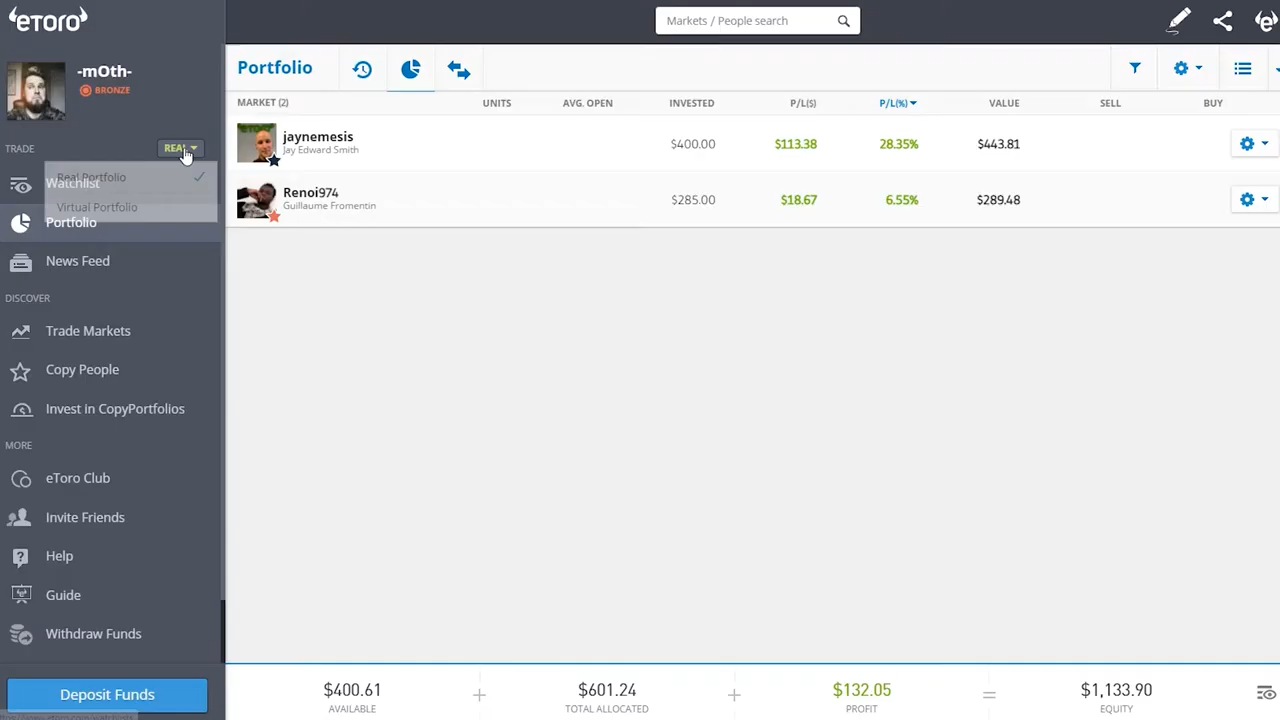 eToro
Markets / People search
-mOth-
BRONZE
TRADE
REAL
Real Portfolio
Watchlist
Virtual Portfolio
Portfolio
News Feed
DISCOVER
Trade Markets
Copy People
Invest in CopyPortfolios
MORE
eToro Club
Invite Friends
Help
Guide
Withdraw Funds
Deposit Funds
Portfolio
MARKET (2) UNITS AVG. OPEN INVESTED P/L($) P/L(%) VALUE SELL BUY
jaynemesis $400.00 $113.38 28.35% $443.81
Jay Edward Smith
Renoi974 $285.00 $18.67 6.55% $289.48
Guillaume Fromentin
$400.61 + $601.24 + $132.05 = $1,133.90
AVAILABLE TOTAL ALLOCATED PROFIT EQUITY